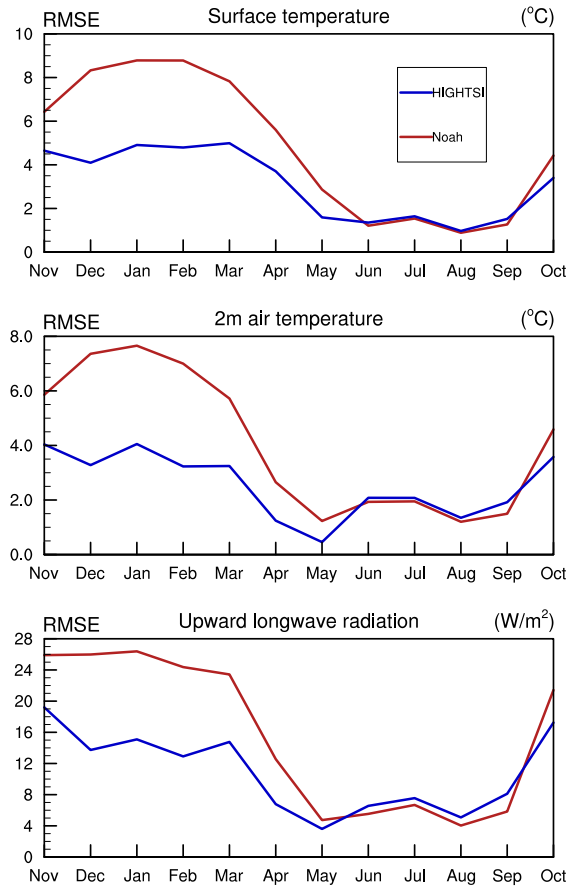 RMSE Surface temperature (°C)
10
8
6
4
2
0
HIGHTSI
Noah
Nov Dec Jan Feb Mar Apr May Jun Jul Aug Sep Oct
RMSE 2m air temperature (°C)
8.0
6.0
4.0
2.0
0.0
Nov Dec Jan Feb Mar Apr May Jun Jul Aug Sep Oct
RMSE Upward longwave radiation (W/m²)
28
24
20
16
12
8
4
0
Nov Dec Jan Feb Mar Apr May Jun Jul Aug Sep Oct